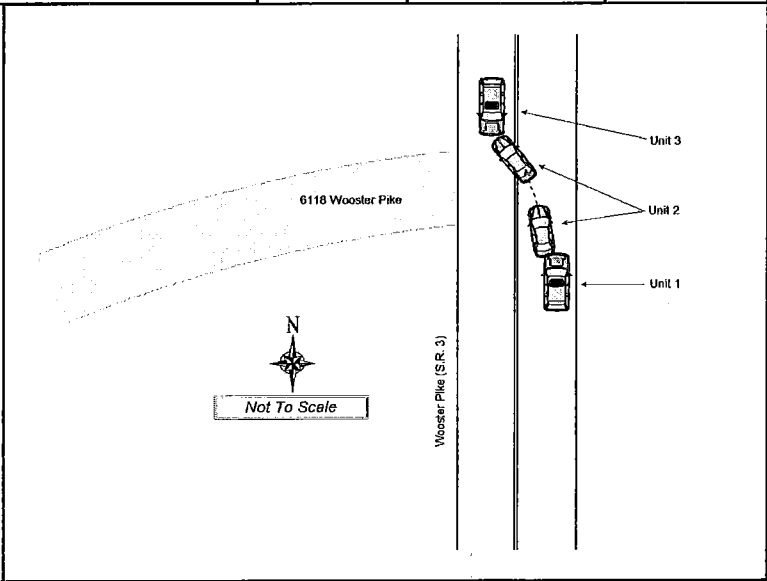 Unit 3
6118 Wooster Pike
Unit 2
Unit 1
N
Wooster Pike (S.R. 3)
Not To Scale